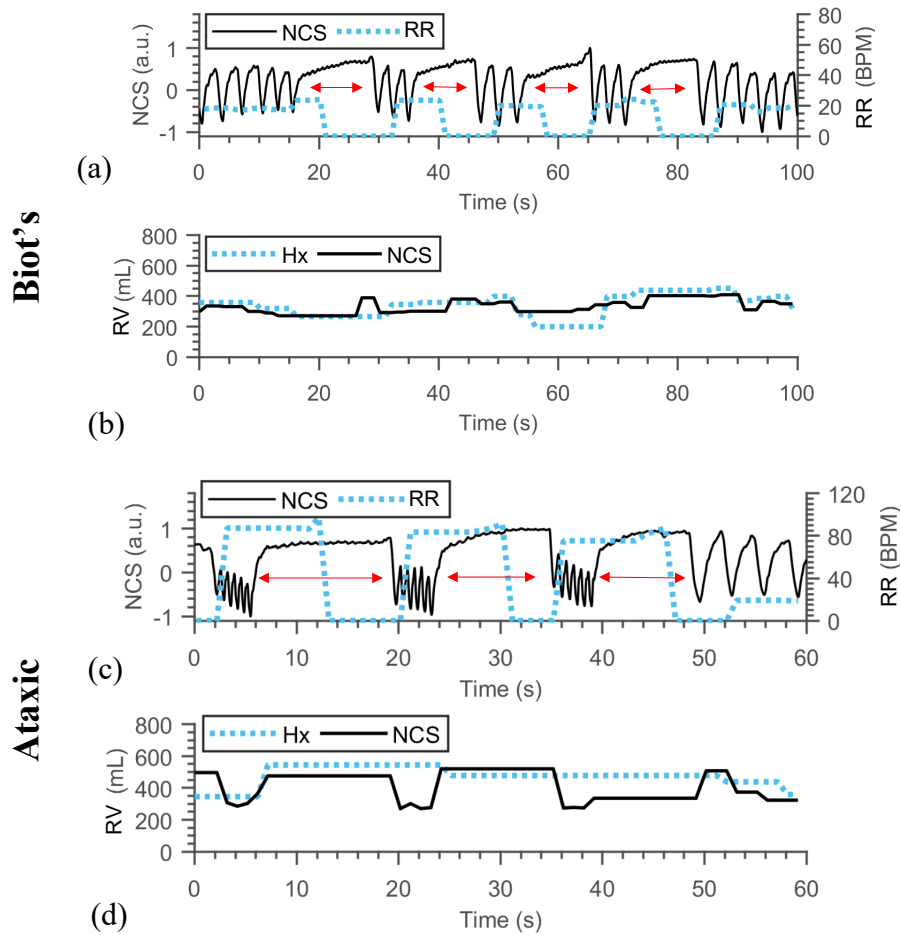 Biot's
(a)
NCS RR
NCS (a.u.)
1
0
-1
RR (BPM)
80
60
40
20
0
0 20 40 60 80 100
Time (s)
(b)
Hx NCS
RV (mL)
800
600
400
200
0
0 20 40 60 80 100
Time (s)
Ataxic
(c)
NCS RR
NCS (a.u.)
1
0
-1
RR (BPM)
120
80
40
0
0 10 20 30 40 50 60
Time (s)
(d)
Hx NCS
RV (mL)
800
600
400
200
0
0 10 20 30 40 50 60
Time (s)